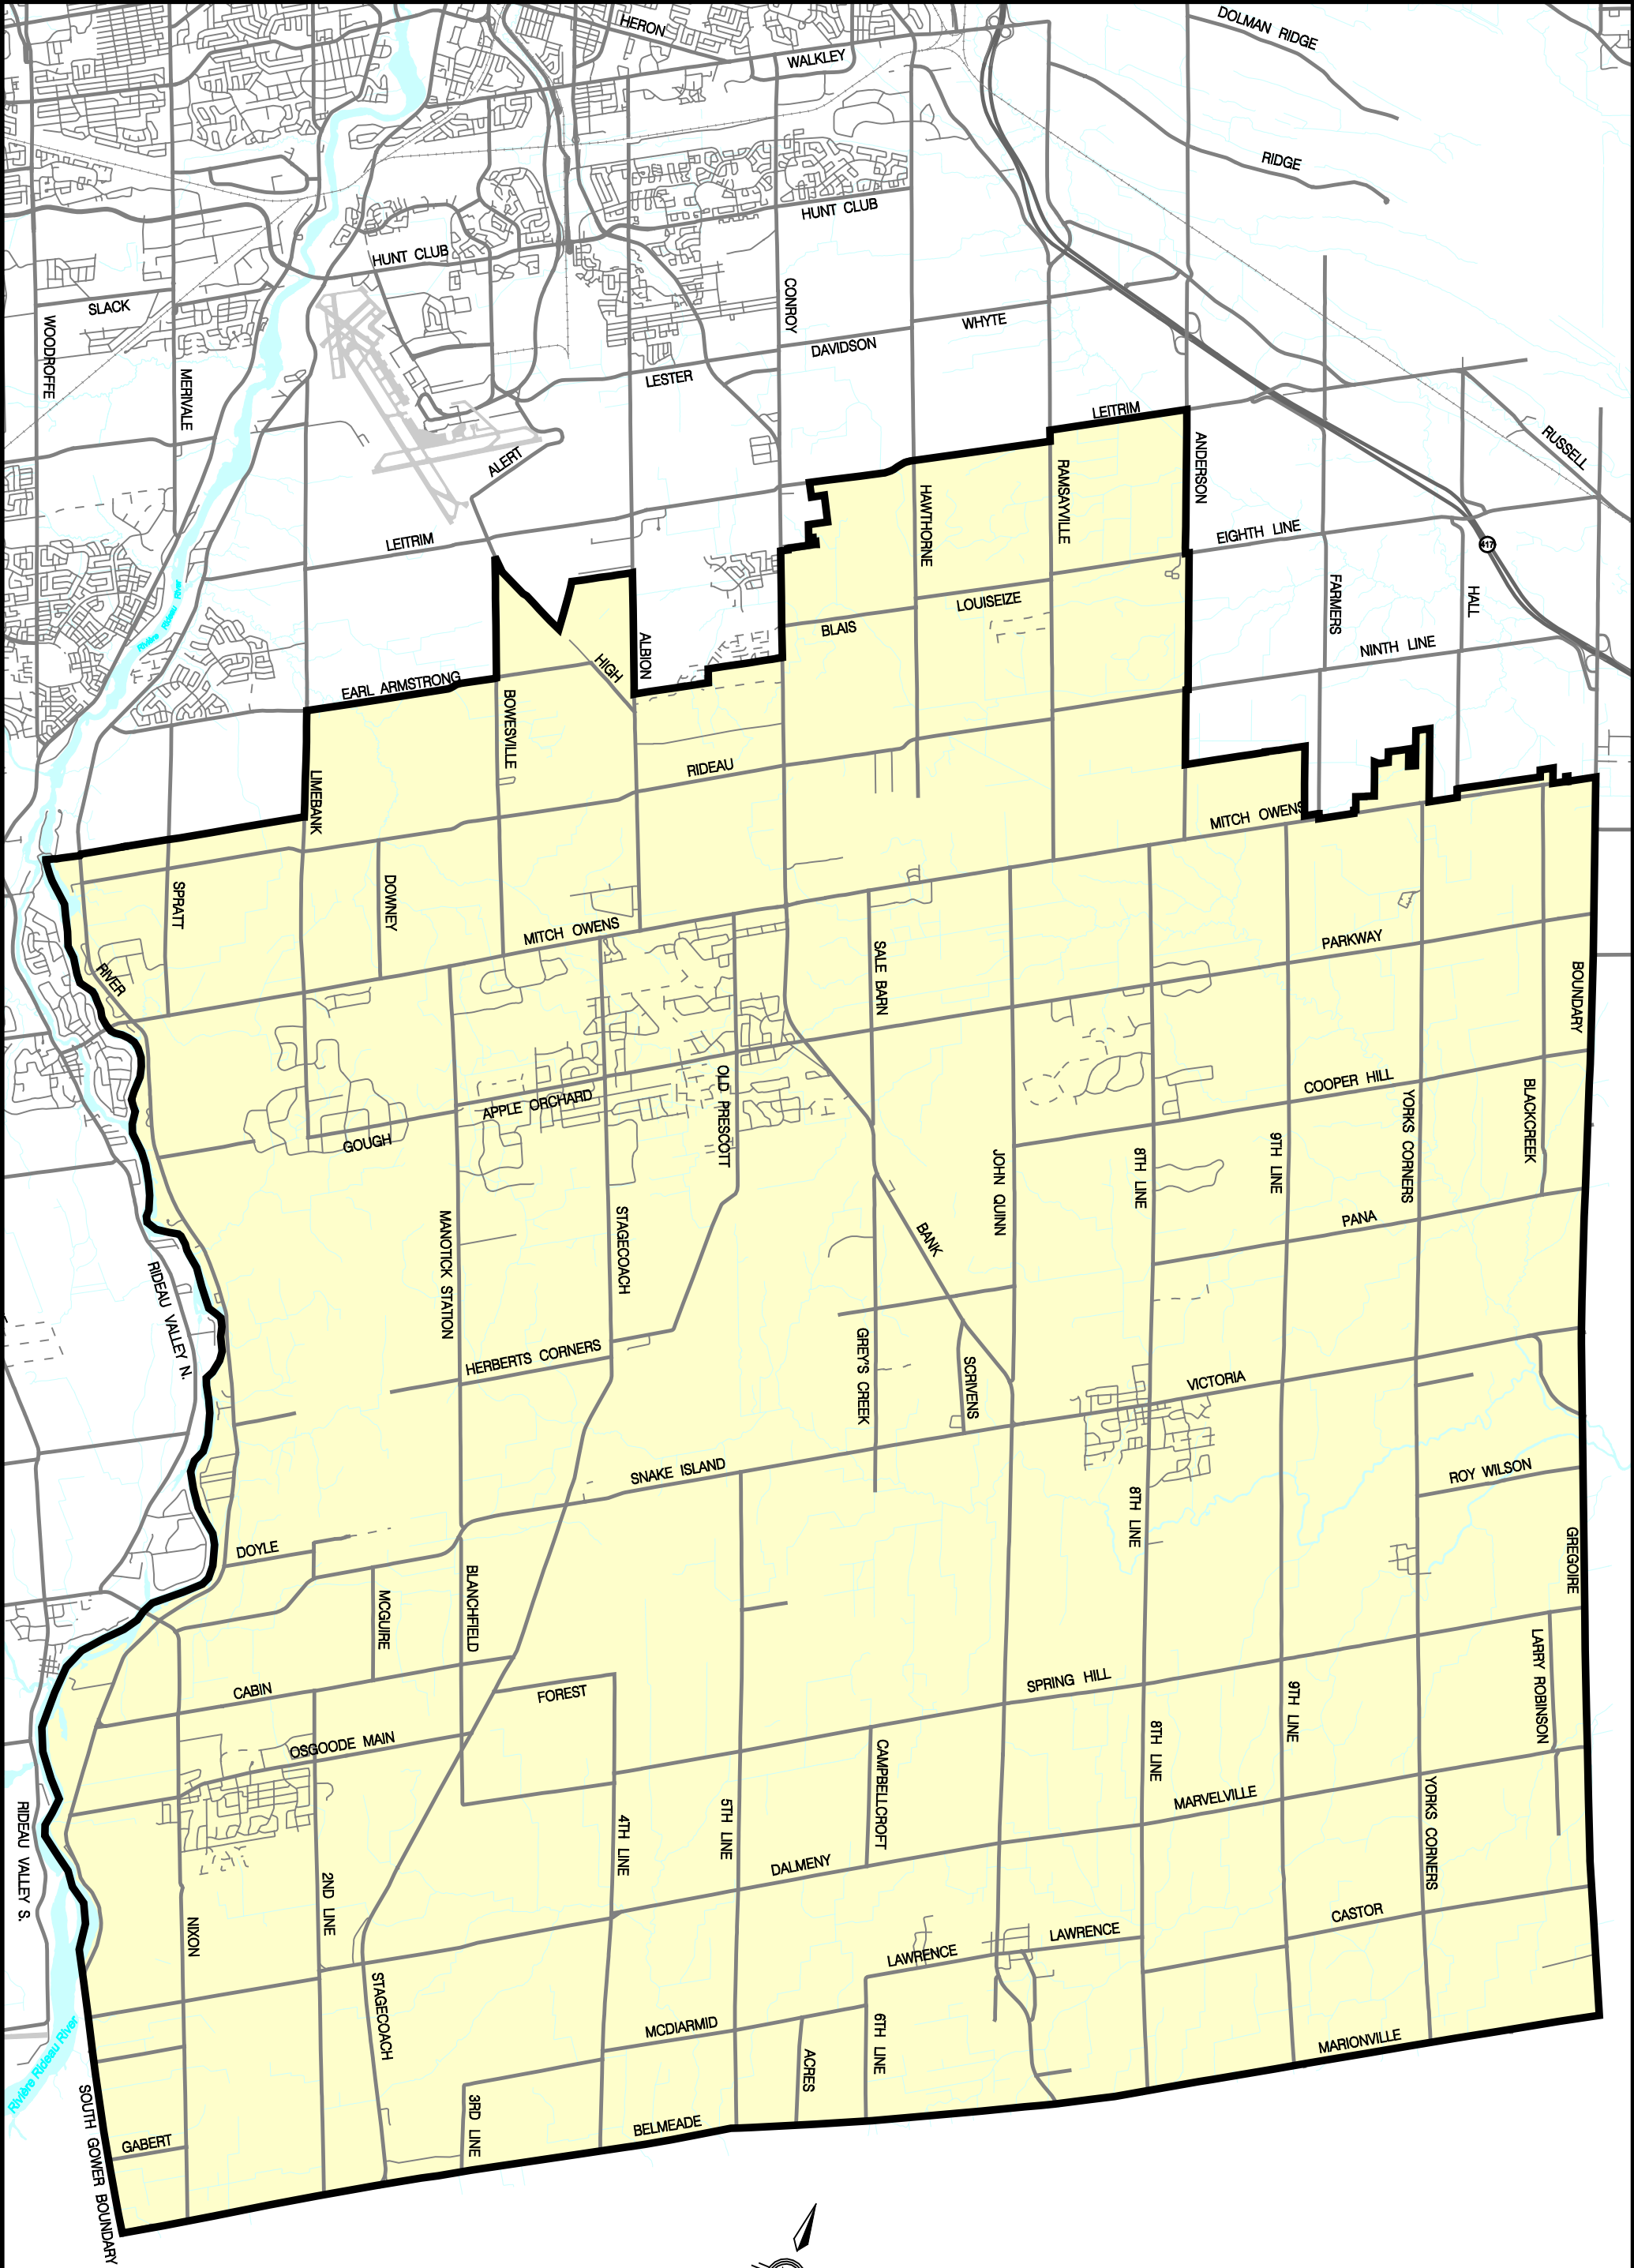 HERON
DOLMAN RIDGE
WALKLEY
RIDGE
HUNT CLUB
HUNT CLUB
SLACK
WOODROFFE
MERIVALE
CONROY
WHYTE
DAVIDSON
LESTER
LEITRIM
ALERT
ANDERSON
RUSSELL
RAMSAYVILLE
HAWTHORNE
LEITRIM
EIGHTH LINE
417
Rivière Rideau River
FARMERS
HALL
LOUISEIZE
BLAIS
ALBION
HIGH
NINTH LINE
EARL ARMSTRONG
BOWESVILLE
RIDEAU
LIMEBANK
MITCH OWENS
SPRATT
DOWNEY
MITCH OWENS
SALE BARN
PARKWAY
RIVER
BOUNDARY
OLD PRESCOTT
COOPER HILL
APPLE ORCHARD
YORKS CORNERS
BLACKCREEK
GOUGH
JOHN QUINN
8TH LINE
9TH LINE
MANOTICK STATION
STAGECOACH
BANK
PANA
RIDEAU VALLEY N.
HERBERTS CORNERS
GREY'S CREEK
SCRIVENS
VICTORIA
SNAKE ISLAND
ROY WILSON
8TH LINE
DOYLE
GREGOIRE
MCGUIRE
BLANCHFIELD
LARRY ROBINSON
CABIN
FOREST
SPRING HILL
9TH LINE
OSGOODE MAIN
8TH LINE
CAMPBELLCROFT
MARVELVILLE
YORKS CORNERS
RIDEAU VALLEY S.
4TH LINE
5TH LINE
DALMENY
2ND LINE
NIXON
CASTOR
LAWRENCE
LAWRENCE
STAGECOACH
MCDIARMID
6TH LINE
Rivière Rideau River
ACRES
MARIONVILLE
SOUTH GOWER BOUNDARY
3RD LINE
BELMEADE
GABERT